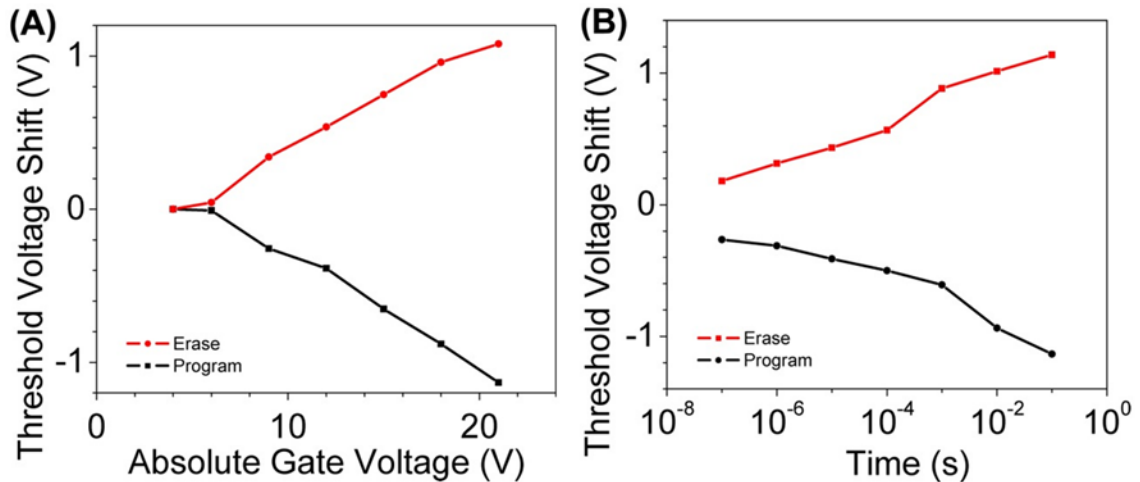 (A)
Threshold Voltage Shift (V)
1
0
-1
Erase
Program
0
10
20
Absolute Gate Voltage (V)
(B)
Threshold Voltage Shift (V)
1
0
-1
Erase
Program
10⁻⁸
10⁻⁶
10⁻⁴
10⁻²
10⁰
Time (s)